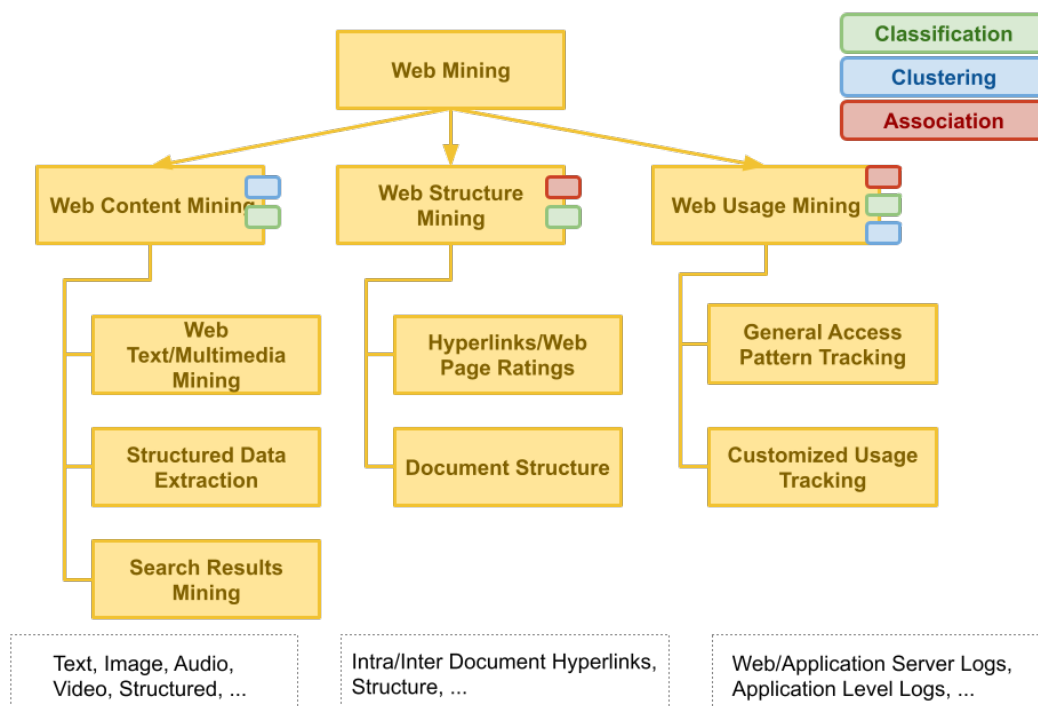 Web Mining
Classification
Clustering
Association
Web Content Mining
Web Structure
Mining
Web Usage Mining
Web
Text/Multimedia
Mining
Structured Data
Extraction
Search Results
Mining
Hyperlinks/Web
Page Ratings
Document Structure
General Access
Pattern Tracking
Customized Usage
Tracking
Text, Image, Audio,
Video, Structured, ...
Intra/Inter Document Hyperlinks,
Structure, ...
Web/Application Server Logs,
Application Level Logs, ...